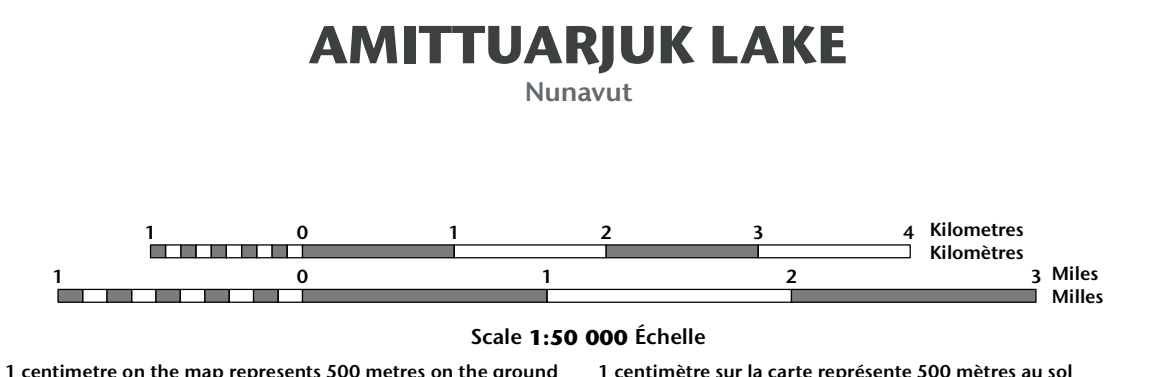 AMITTUARJUK LAKE
Nunavut
1 0 1 2 3 4 Kilometres
Kilomètres
1 0 1 2 3 Miles
Milles
Scale 1:50 000 Échelle
1 centimetre on the map represents 500 metres on the ground 1 centimètre sur la carte représente 500 mètres au sol